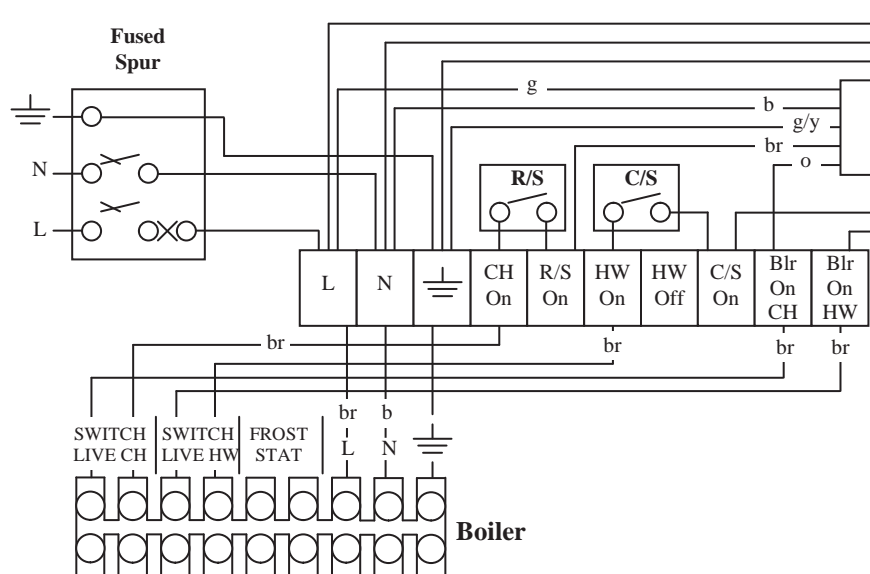 Fused
Spur
g
b
g/y
br
o
N
L
R/S
C/S
L
N
CH
On
R/S
On
HW
On
HW
Off
C/S
On
Blr
On
CH
Blr
On
HW
br
br
br
br
br
b
SWITCH
LIVE CH
SWITCH
LIVE HW
FROST
STAT
L
N
Boiler